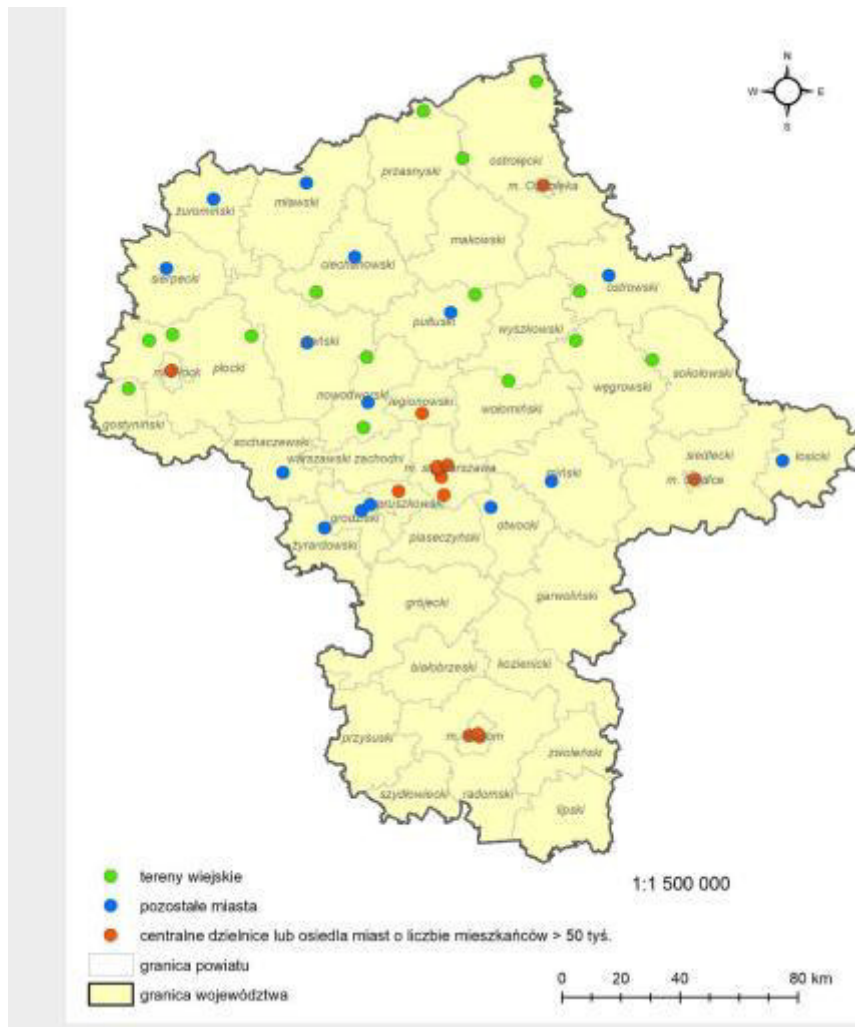 N
W E
S
ostrołęcki
przasnyski
m. Ostrołęka
mławski
żuromiński
makowski
ciechanowski
sierpecki
ostrowski
pułtuski
wyszkowski
płoński
płocki
sokołowski
węgrowski
nowodworski
legionowski
wołomiński
gostyniński
sochaczewski
warszawski zachodni
siedlecki
łosicki
m. st. Warszawa
miński
m. Siedlce
pruszkowski
grodziski
otwocki
piaseczyński
żyrardowski
garwoliński
grójecki
białobrzeski
kozienicki
przysuski
m. Radom
zwoleński
szydłowiecki
radomski
lipski
tereny wiejskie
1:1 500 000
pozostałe miasta
centralne dzielnice lub osiedla miast o liczbie mieszkańców > 50 tyś.
granica powiatu
granica województwa
0 20 40 80 km